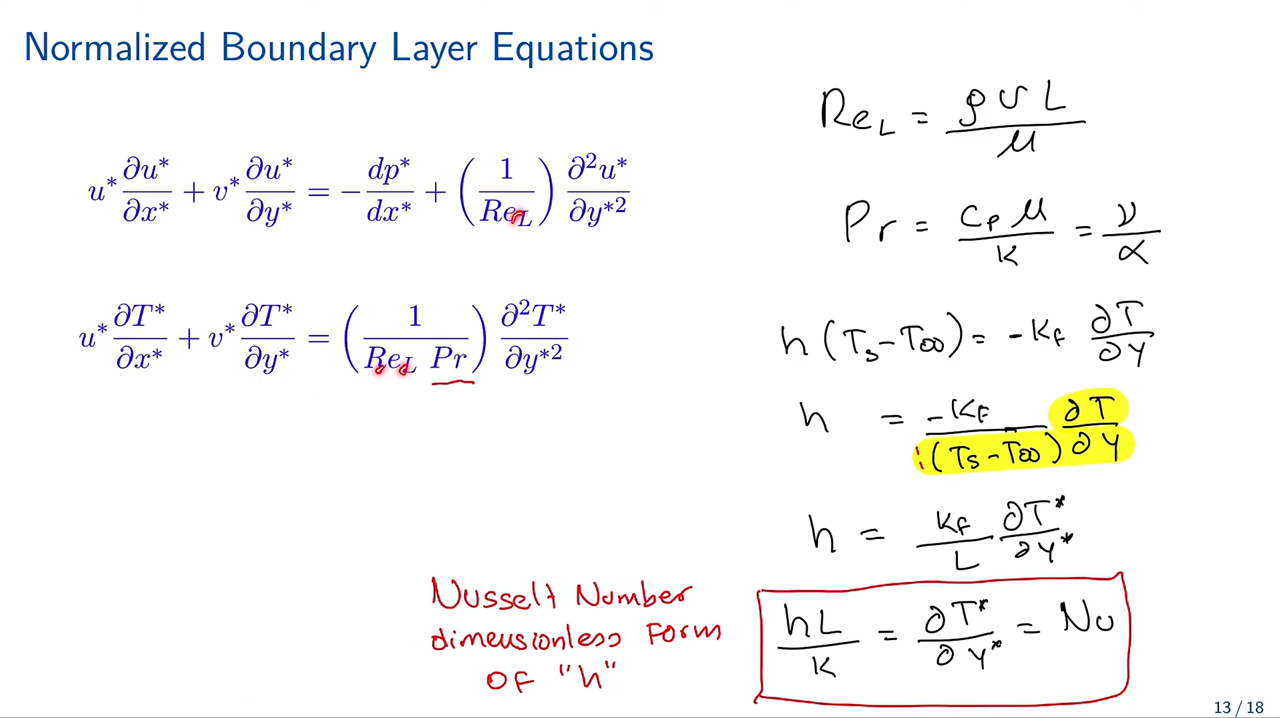 Normalized Boundary Layer Equations
u* ∂u*/∂x* + v* ∂u*/∂y* = − dp*/dx* + (1/Re_L) ∂²u*/∂y*²
u* ∂T*/∂x* + v* ∂T*/∂y* = (1/(Re_L Pr)) ∂²T*/∂y*²
Re_L = ρ υ L / μ
Pr = C_P μ / K = ν / α
h (T_S − T_∞) = −K_F ∂T/∂Y
h = −K_F / (T_S − T_∞) ∂T/∂Y
h = K_F/L ∂T*/∂Y*
hL/K = ∂T*/∂Y* = Nu
Nusselt Number
dimensionless Form
OF "h"
13 / 18